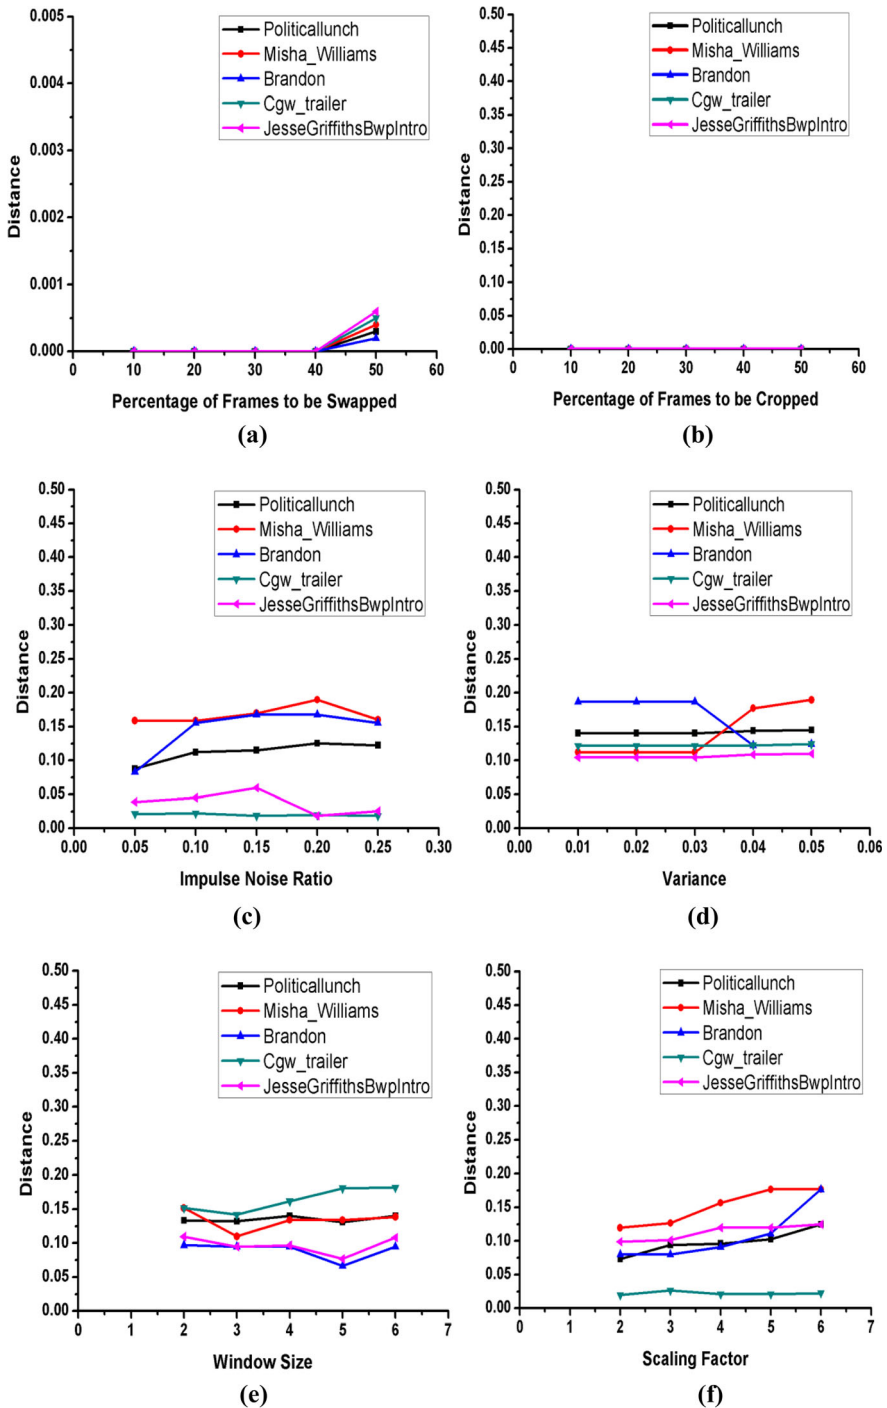 0.005
0.004
0.003
0.002
0.001
0.000
Distance
Politicallunch
Misha_Williams
Brandon
Cgw_trailer
JesseGriffithsBwpIntro
0 10 20 30 40 50 60
Percentage of Frames to be Swapped
(a)
0.50
0.45
0.40
0.35
0.30
0.25
0.20
0.15
0.10
0.05
0.00
Distance
Politicallunch
Misha_Williams
Brandon
Cgw_trailer
JesseGriffithsBwpIntro
0 10 20 30 40 50 60
Percentage of Frames to be Cropped
(b)
0.50
0.45
0.40
0.35
0.30
0.25
0.20
0.15
0.10
0.05
0.00
Distance
Politicallunch
Misha_Williams
Brandon
Cgw_trailer
JesseGriffithsBwpIntro
0.00 0.05 0.10 0.15 0.20 0.25 0.30
Impulse Noise Ratio
(c)
0.50
0.45
0.40
0.35
0.30
0.25
0.20
0.15
0.10
0.05
0.00
Distance
Politicallunch
Misha_Williams
Brandon
Cgw_trailer
JesseGriffithsBwpIntro
0.00 0.01 0.02 0.03 0.04 0.05 0.06
Variance
(d)
0.50
0.45
0.40
0.35
0.30
0.25
0.20
0.15
0.10
0.05
0.00
Distance
Politicallunch
Misha_Williams
Brandon
Cgw_trailer
JesseGriffithsBwpIntro
0 1 2 3 4 5 6 7
Window Size
(e)
0.50
0.45
0.40
0.35
0.30
0.25
0.20
0.15
0.10
0.05
0.00
Distance
Politicallunch
Misha_Williams
Brandon
Cgw_trailer
JesseGriffithsBwpIntro
0 1 2 3 4 5 6 7
Scaling Factor
(f)